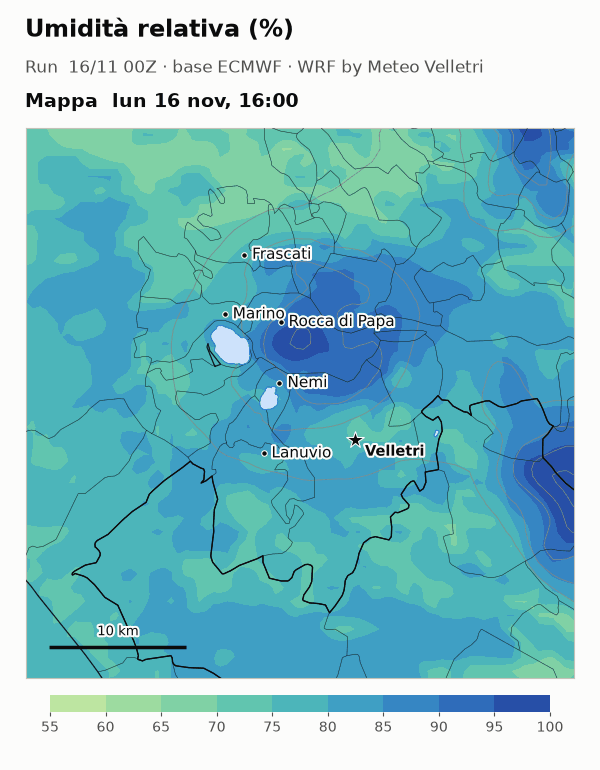 Umidità relativa (%)
Run  16/11 00Z · base ECMWF · WRF by Meteo Velletri
Mappa  lun 16 nov, 16:00
Frascati
Marino
Rocca di Papa
Nemi
Velletri
Lanuvio
10 km
55 60 65 70 75 80 85 90 95 100